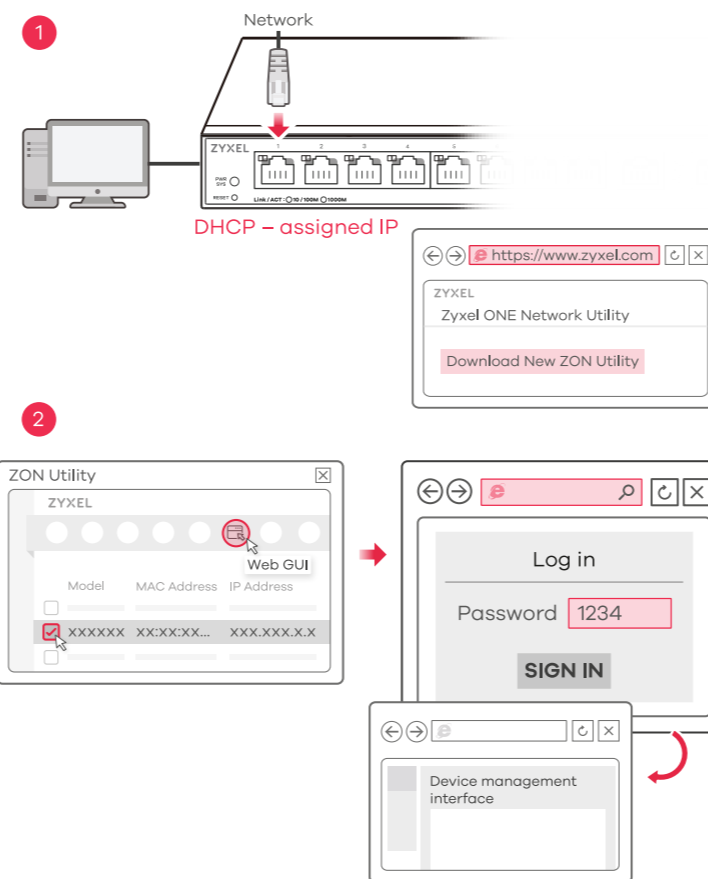 1
Network
ZYXEL
1 2 3 4 5
PWR
SYS
RESET
Link / ACT : 10 / 100M 1000M
DHCP – assigned IP
https://www.zyxel.com
ZYXEL
Zyxel ONE Network Utility
Download New ZON Utility
2
ZON Utility
ZYXEL
Web GUI
Model MAC Address IP Address
XXXXXX XX:XX:XX... XXX.XXX.X.X
Log in
Password 1234
SIGN IN
Device management
interface